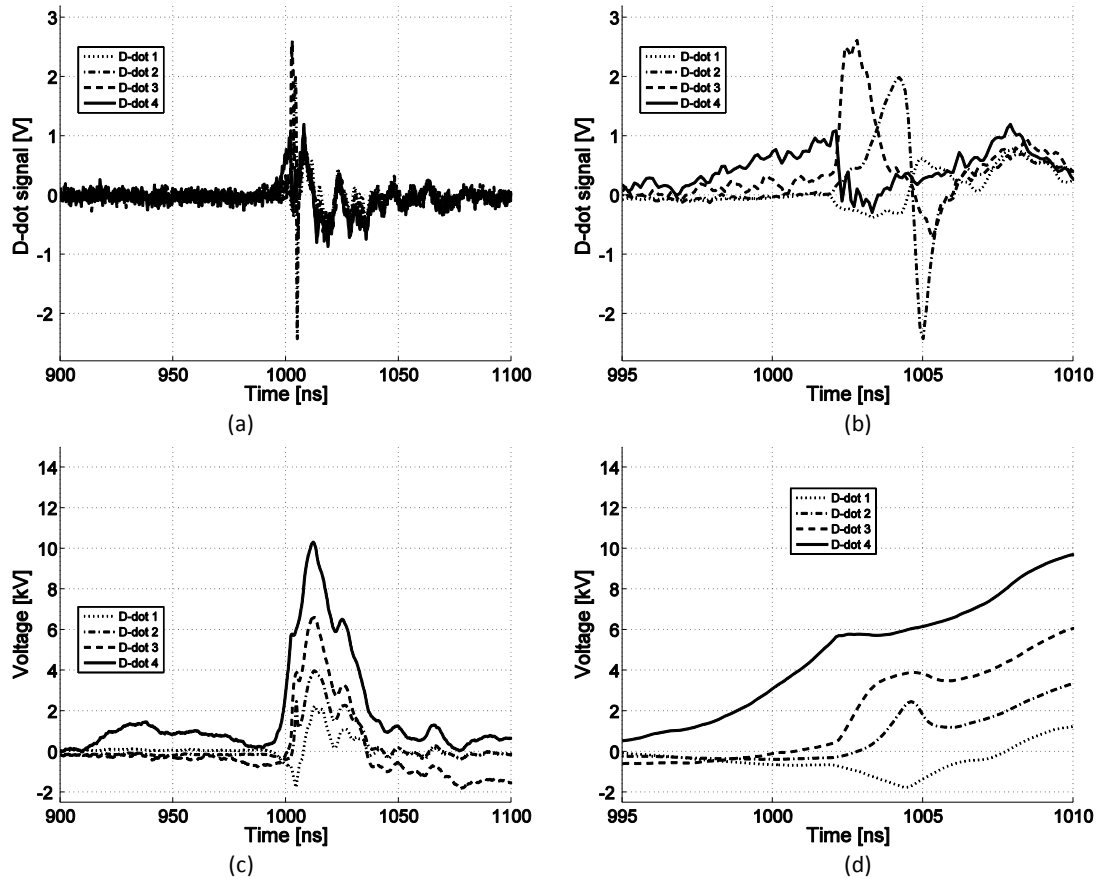 D-dot signal [V]
3
2
1
0
-1
-2
D-dot 1
D-dot 2
D-dot 3
D-dot 4
900 950 1000 1050 1100
Time [ns]
(a)
D-dot signal [V]
3
2
1
0
-1
-2
D-dot 1
D-dot 2
D-dot 3
D-dot 4
995 1000 1005 1010
Time [ns]
(b)
Voltage [kV]
14
12
10
8
6
4
2
0
-2
D-dot 1
D-dot 2
D-dot 3
D-dot 4
900 950 1000 1050 1100
Time [ns]
(c)
Voltage [kV]
14
12
10
8
6
4
2
0
-2
D-dot 1
D-dot 2
D-dot 3
D-dot 4
995 1000 1005 1010
Time [ns]
(d)